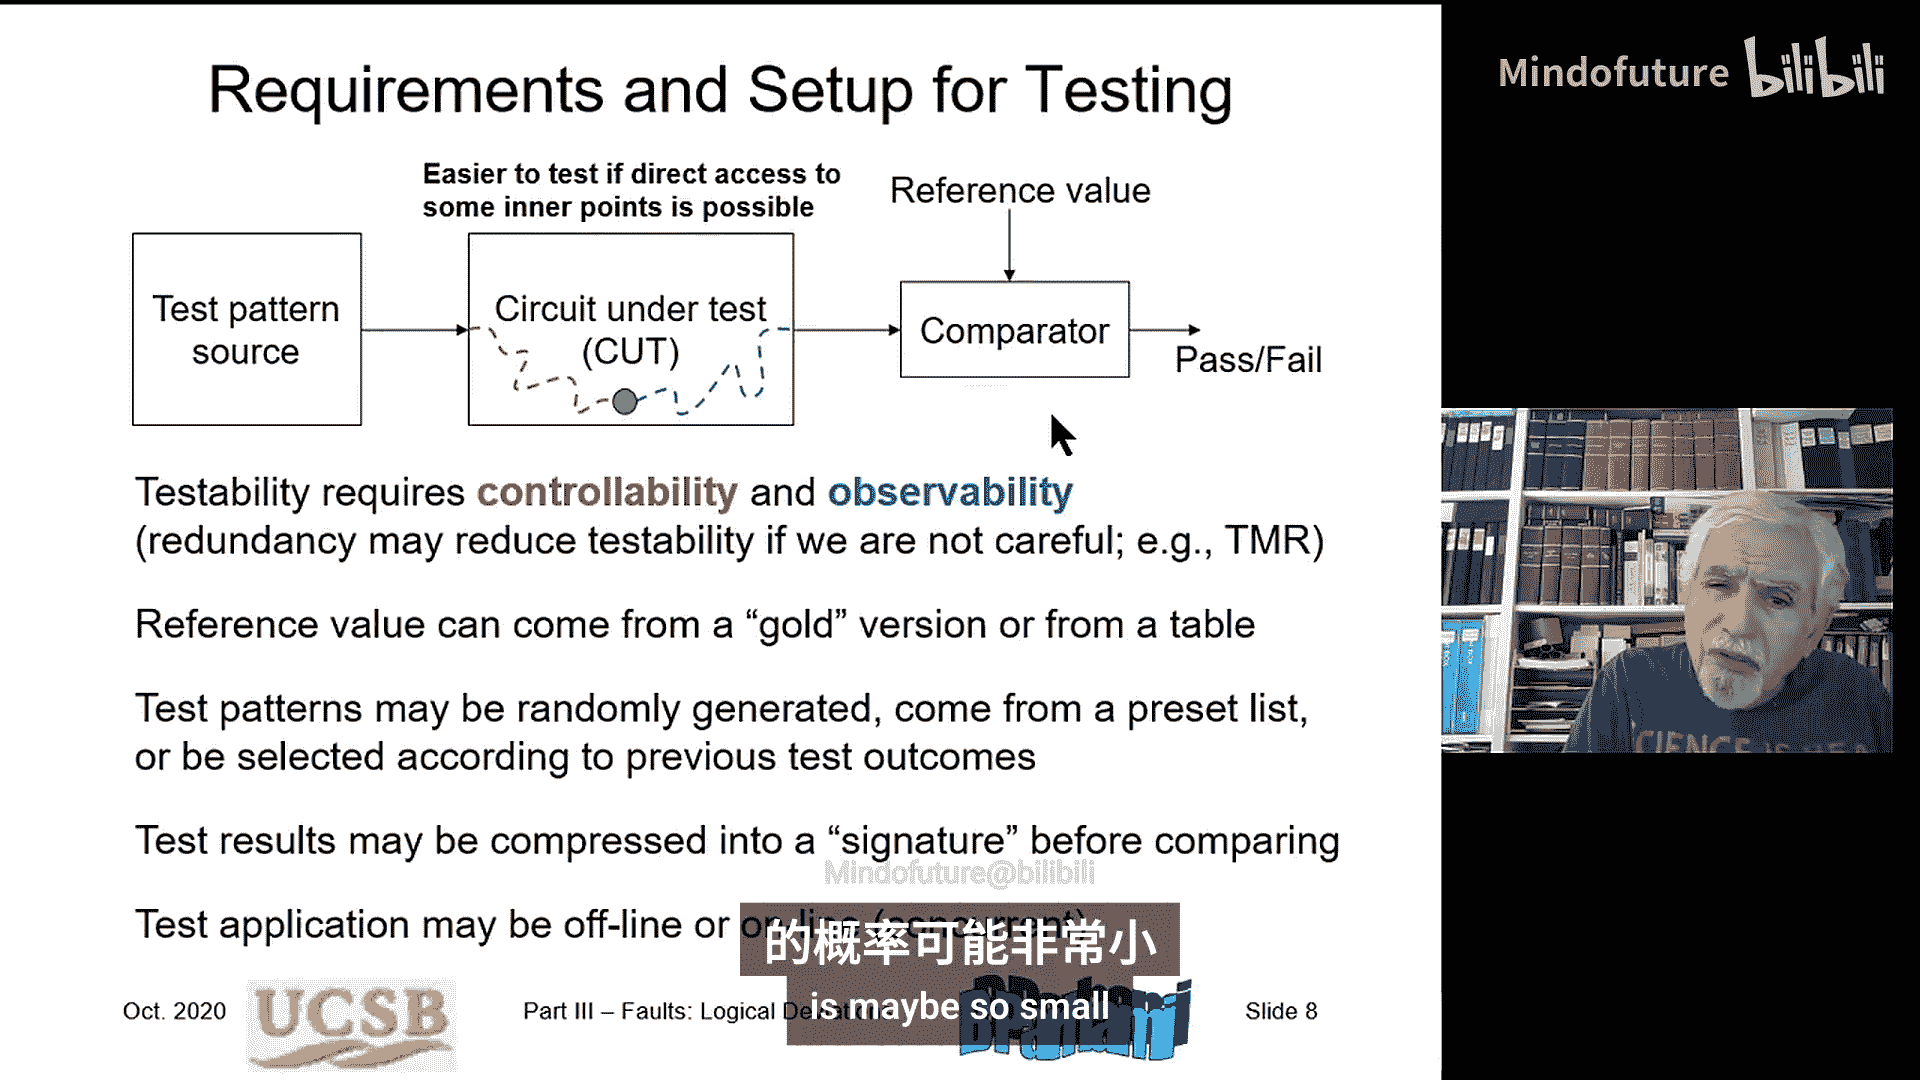 Requirements and Setup for Testing
Mindofuture bilibili
Easier to test if direct access to
some inner points is possible
Reference value
Test pattern
source
Circuit under test
(CUT)
Comparator
Pass/Fail
Testability requires controllability and observability
(redundancy may reduce testability if we are not careful; e.g., TMR)
Reference value can come from a “gold” version or from a table
Test patterns may be randomly generated, come from a preset list,
or be selected according to previous test outcomes
Test results may be compressed into a “signature” before comparing
Mindofuture@bilibili
Test application may be off-line or on-line (concurrent)
的概率可能非常小
is maybe so small
Oct. 2020
UCSB
Part III – Faults: Logical Deviations
B. Parhami
Slide 8